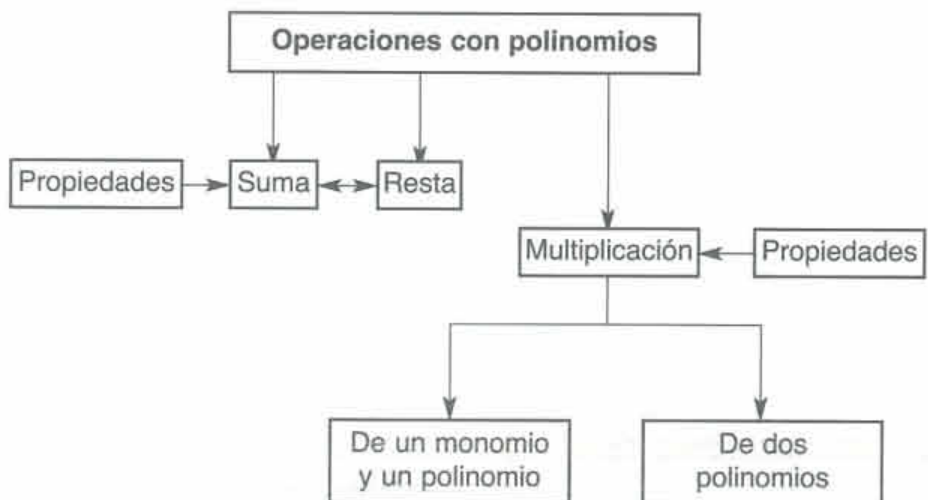 Operaciones con polinomios
Propiedades
Suma
Resta
Multiplicación
Propiedades
De un monomio
y un polinomio
De dos
polinomios